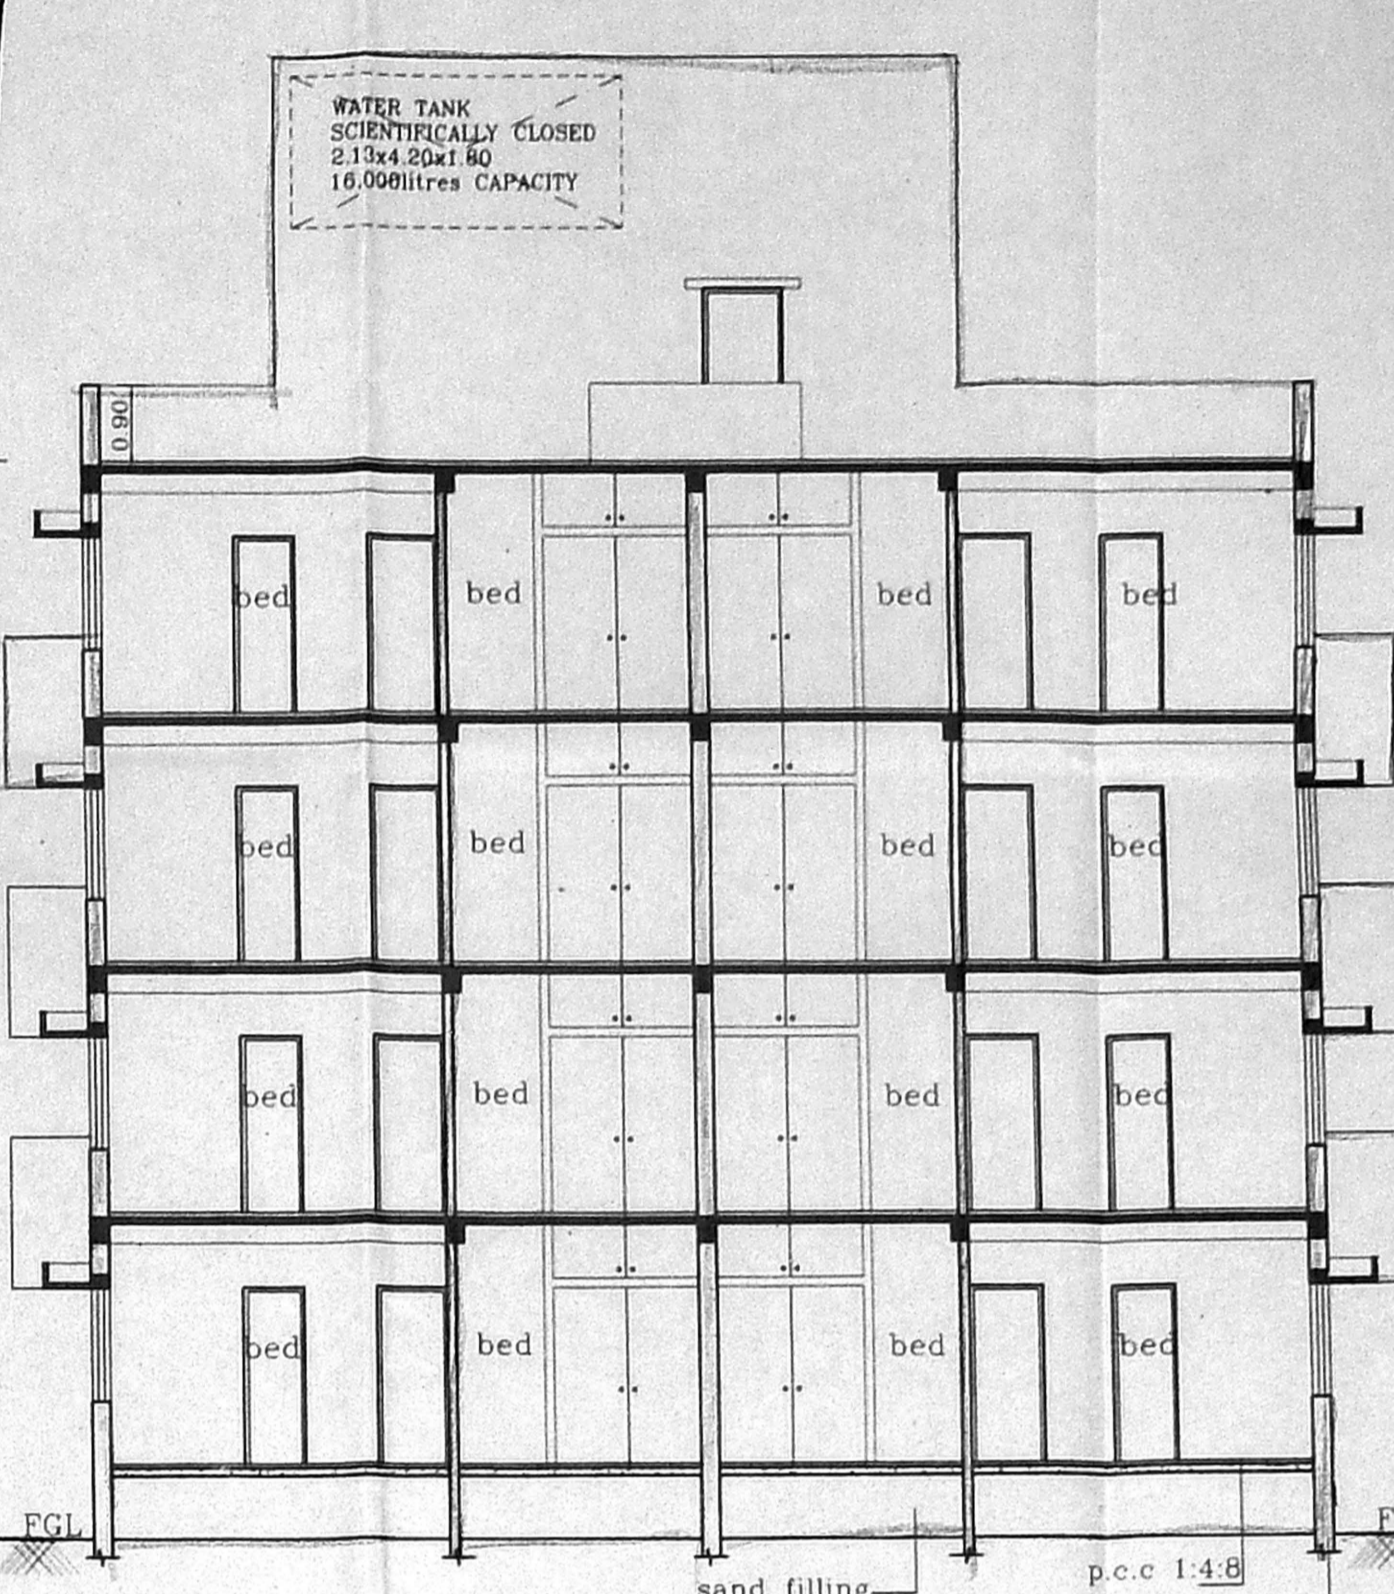 WATER TANK
SCIENTIFICALLY CLOSED
2.13x4.20x1.80
16.000litres CAPACITY
0.90
bed bed bed bed
bed bed bed bed
bed bed bed bed
bed bed bed bed
FGL F
p.c.c 1:4:8
sand filling